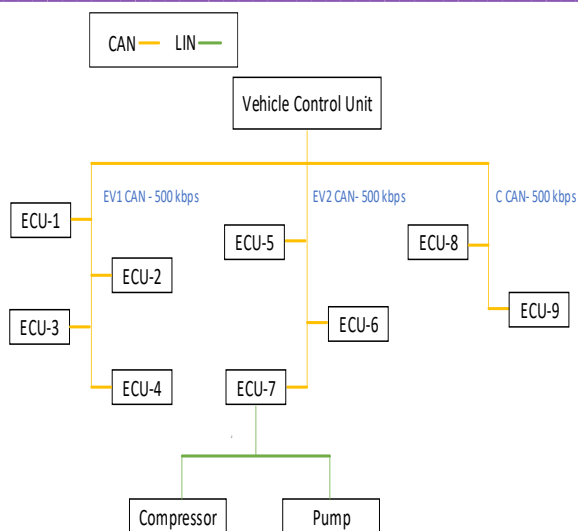 CAN LIN
Vehicle Control Unit
EV1 CAN - 500 kbps
EV2 CAN- 500 kbps
C CAN- 500 kbps
ECU-1
ECU-5
ECU-8
ECU-2
ECU-9
ECU-3
ECU-6
ECU-4
ECU-7
Compressor
Pump